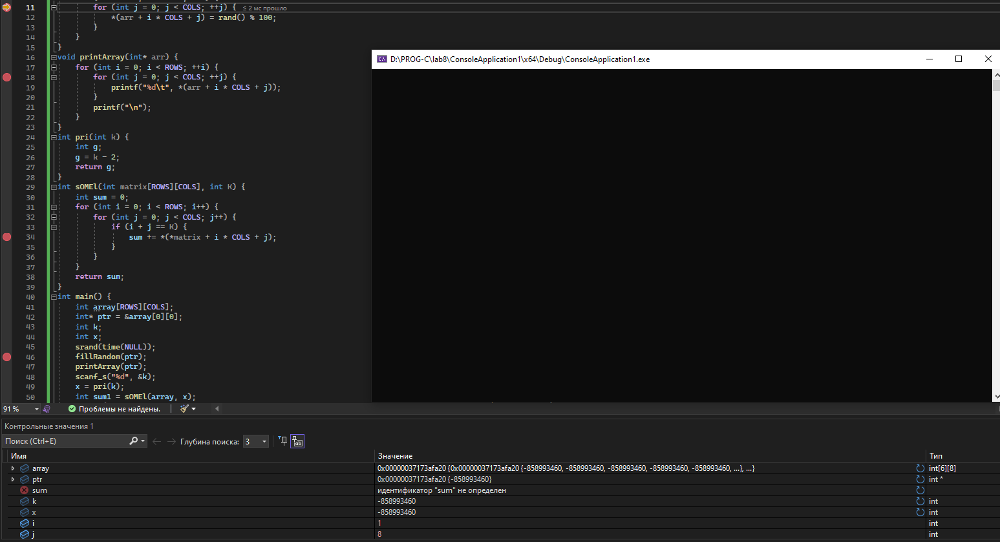 11 for (int j = 0; j < COLS; ++j) { ≤ 2 мс прошло
12 *(arr + i * COLS + j) = rand() % 100;
13 }
14 }
15 }
16 void printArray(int* arr) {
17 for (int i = 0; i < ROWS; ++i) {
18 for (int j = 0; j < COLS; ++j) {
19 printf("%d\t", *(arr + i * COLS + j));
20 }
21 printf("\n");
22 }
23 }
24 int pri(int k) {
25 int g;
26 g = k - 2;
27 return g;
28 }
29 int sOMEl(int matrix[ROWS][COLS], int K) {
30 int sum = 0;
31 for (int i = 0; i < ROWS; i++) {
32 for (int j = 0; j < COLS; j++) {
33 if (i + j == K) {
34 sum += *(*matrix + i * COLS + j);
35 }
36 }
37 }
38 return sum;
39 }
40 int main() {
41 int array[ROWS][COLS];
42 int* ptr = &array[0][0];
43 int k;
44 int x;
45 srand(time(NULL));
46 fillRandom(ptr);
47 printArray(ptr);
48 scanf_s("%d", &k);
49 x = pri(k);
50 int sum1 = sOMEl(array, x);
D:\PROG-C\lab8\ConsoleApplication1\x64\Debug\ConsoleApplication1.exe
91 % Проблемы не найдены.
Контрольные значения 1
Поиск (Ctrl+E) Глубина поиска: 3
Имя Значение Тип
array 0x00000037173afa20 {0x00000037173afa20 {-858993460, -858993460, -858993460, -858993460, -858993460, ...}, ...} int[6][8]
ptr 0x00000037173afa20 {-858993460} int *
sum идентификатор "sum" не определен
k -858993460 int
x -858993460 int
i 1 int
j 8 int